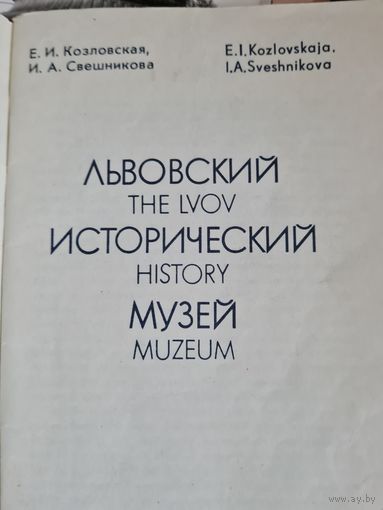 Е. И. Козловская,
И. А. Свешникова
E.I.Kozlovskaja,
I.A.Sveshnikova
ЛЬВОВСКИЙ
THE LVOV
ИСТОРИЧЕСКИЙ
HISTORY
МУЗЕЙ
MUZEUM
www.ay.by